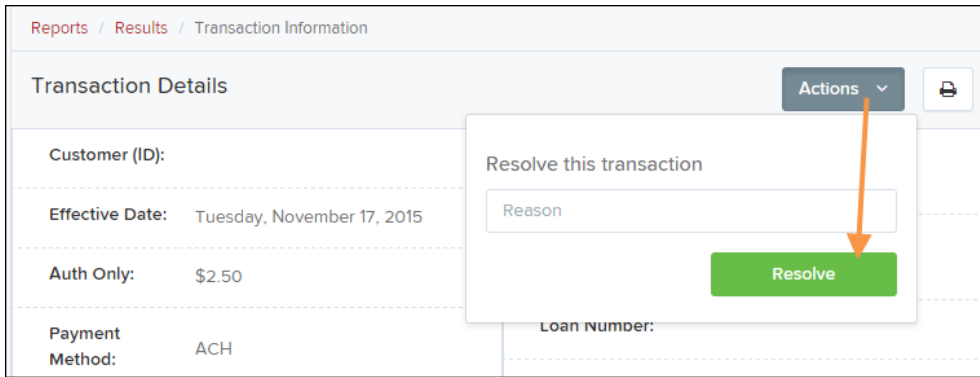 Reports / Results / Transaction Information
Transaction Details
Actions
Customer (ID):
Resolve this transaction
Reason
Effective Date: Tuesday, November 17, 2015
Auth Only: $2.50
Resolve
Loan Number:
Payment
Method: ACH